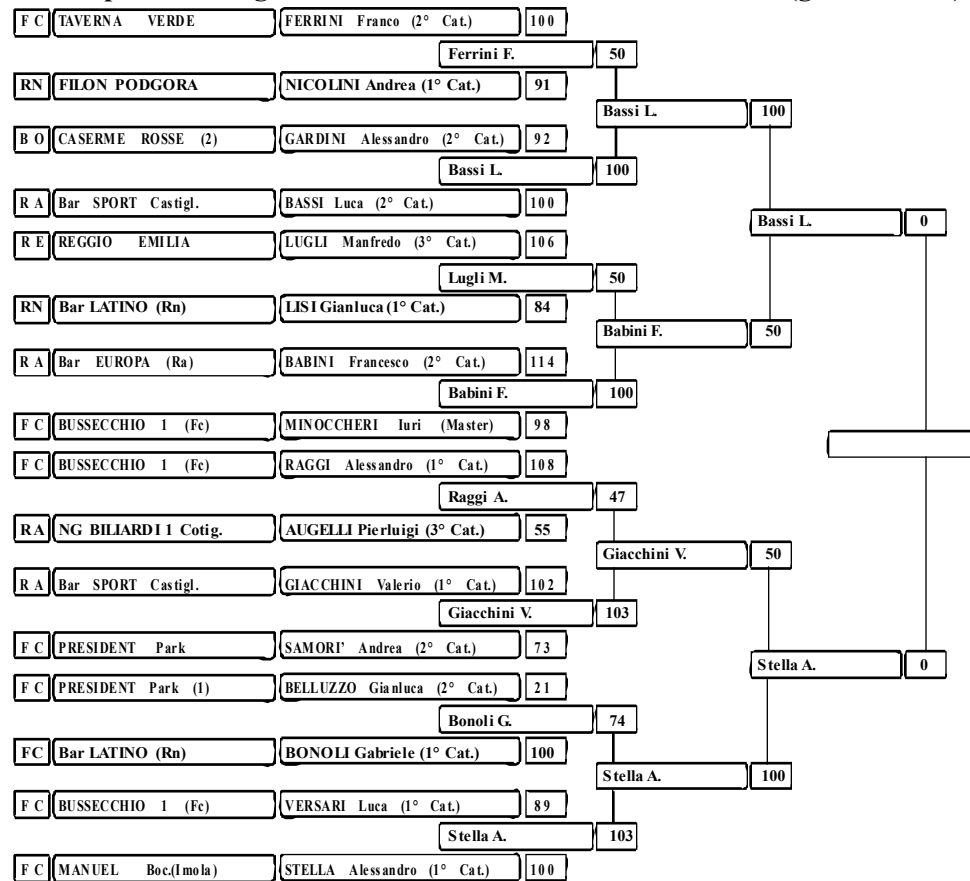 F C TAVERNA VERDE FERRINI Franco (2° Cat.) 100
Ferrini F. 50
RN FILON PODGORA NICOLINI Andrea (1° Cat.) 91
Bassi L. 100
B O CASERME ROSSE (2) GARDINI Alessandro (2° Cat.) 92
Bassi L. 100
R A Bar SPORT Castigl. BASSI Luca (2° Cat.) 100
Bassi L. 0
R E REGGIO EMILIA LUGLI Manfredo (3° Cat.) 106
Lugli M. 50
RN Bar LATINO (Rn) LISI Gianluca (1° Cat.) 84
Babini F. 50
R A Bar EUROPA (Ra) BABINI Francesco (2° Cat.) 114
Babini F. 100
F C BUSSECCHIO 1 (Fc) MINOCCHERI Iuri (Master) 98
F C BUSSECCHIO 1 (Fc) RAGGI Alessandro (1° Cat.) 108
Raggi A. 47
RA NG BILIARDI 1 Cotig. AUGELLI Pierluigi (3° Cat.) 55
Giacchini V. 50
R A Bar SPORT Castigl. GIACCHINI Valerio (1° Cat.) 102
Giacchini V. 103
F C PRESIDENT Park SAMORI' Andrea (2° Cat.) 73
Stella A. 0
F C PRESIDENT Park (1) BELLUZZO Gianluca (2° Cat.) 21
Bonoli G. 74
FC Bar LATINO (Rn) BONOLI Gabriele (1° Cat.) 100
Stella A. 100
F C BUSSECCHIO 1 (Fc) VERSARI Luca (1° Cat.) 89
Stella A. 103
F C MANUEL Boc.(Imola) STELLA Alessandro (1° Cat.) 100